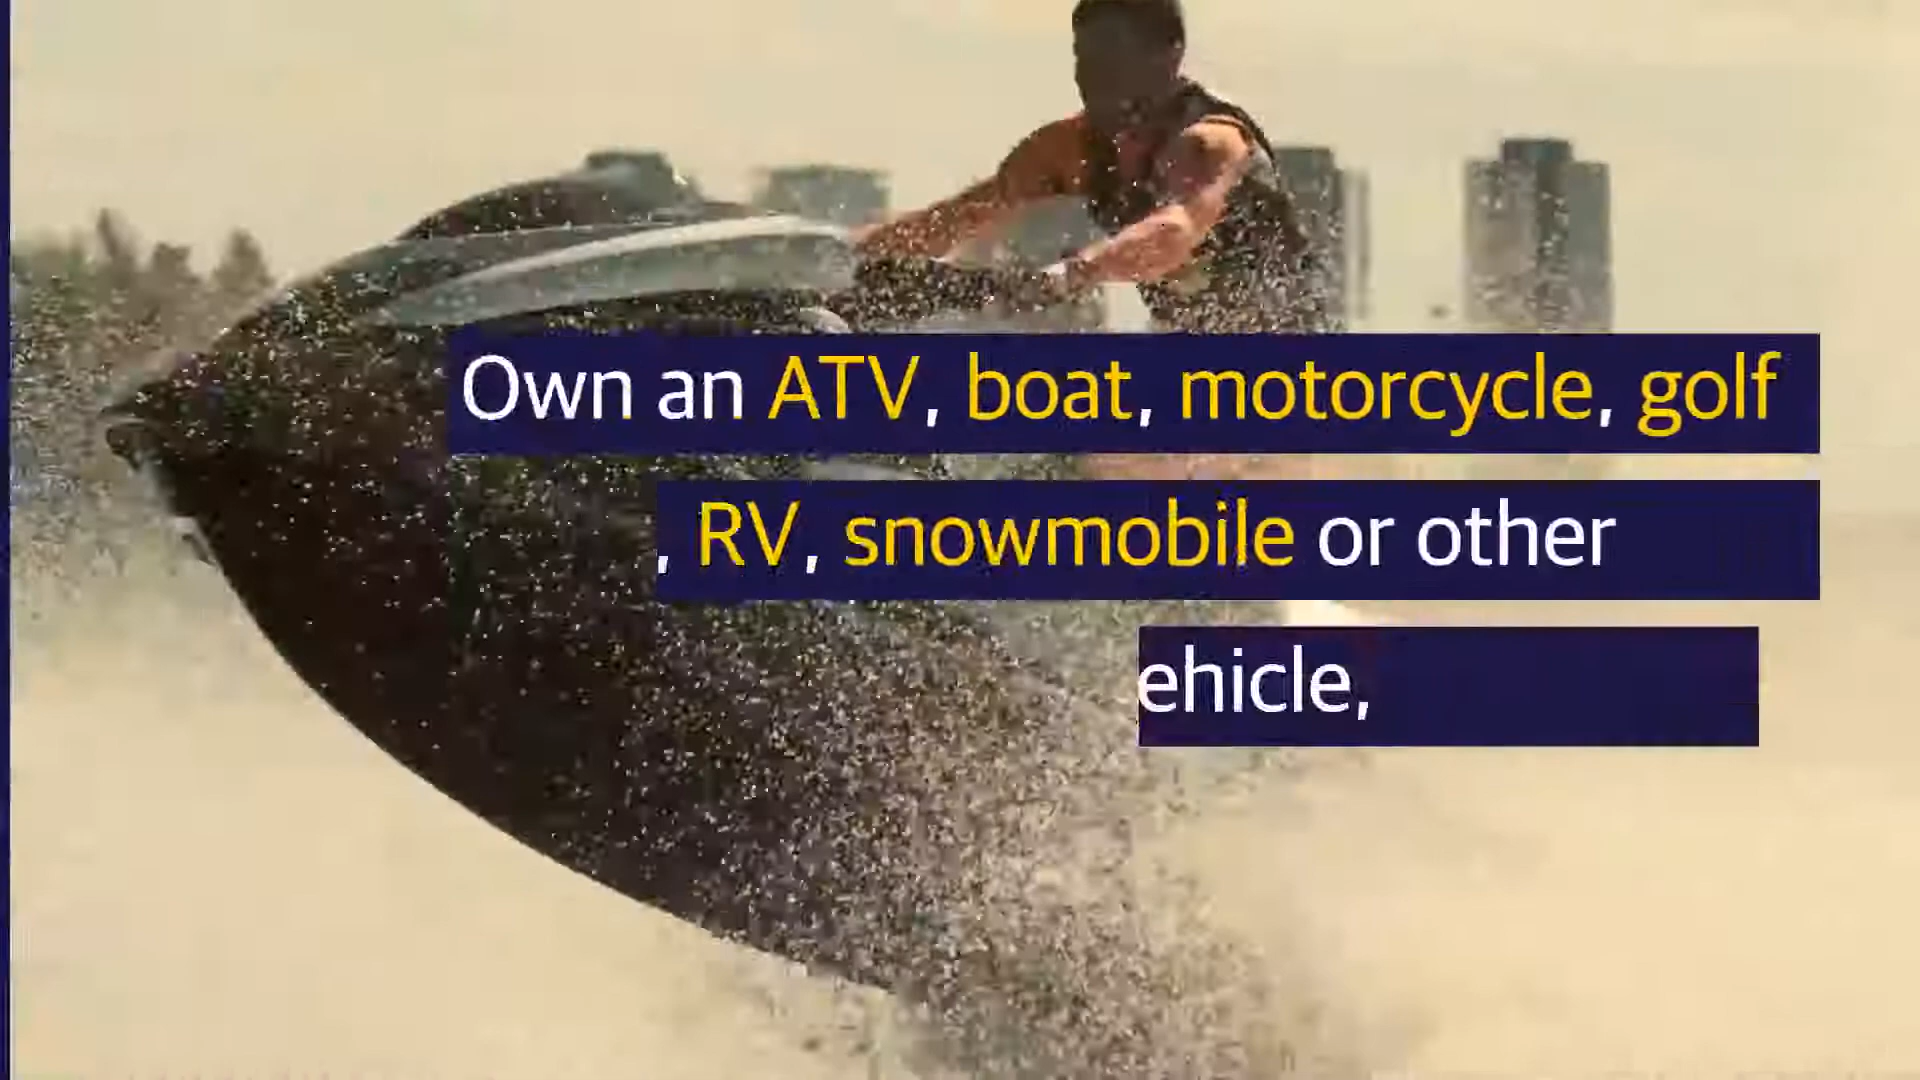 Own an ATV, boat, motorcycle, golf
, RV, snowmobile or other
ehicle,